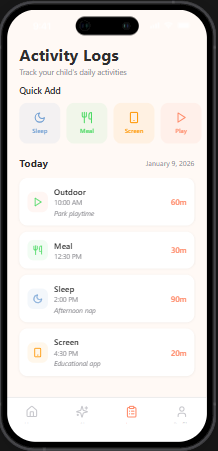 Activity Logs
Track your child's daily activities
Quick Add
Sleep
Meal
Screen
Play
Today
January 9, 2026
Outdoor
10:00 AM
60m
Park playtime
Meal
12:30 PM
30m
Sleep
2:00 PM
90m
Afternoon nap
Screen
4:30 PM
20m
Educational app